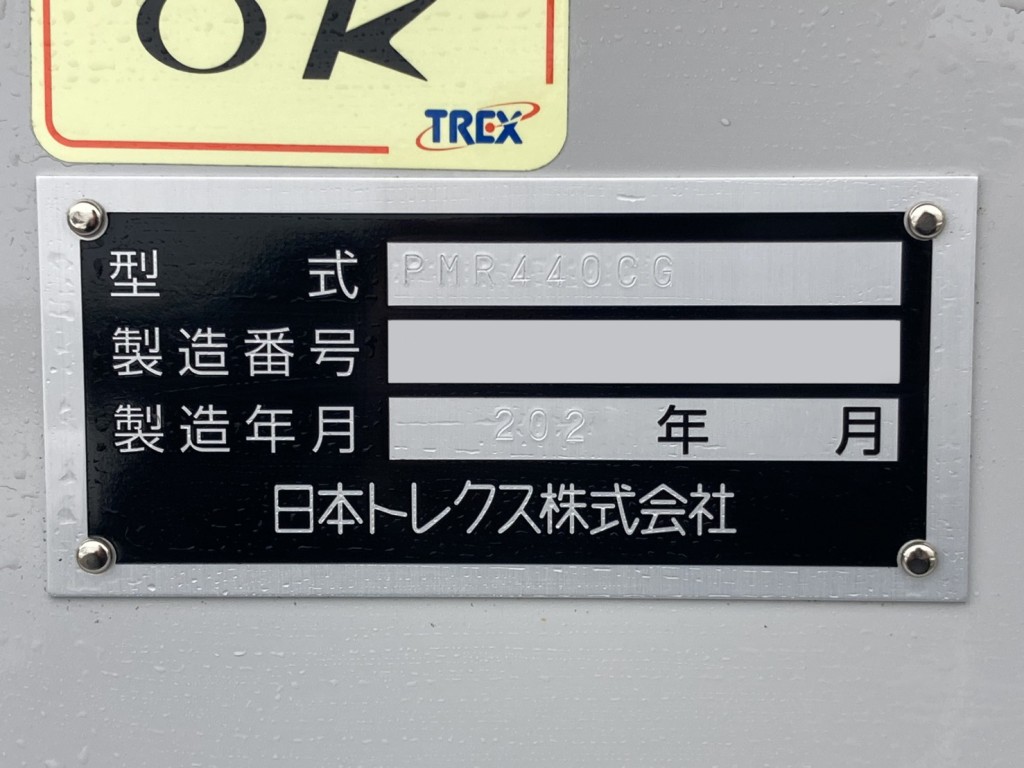 OK
TREX
型式 PMR440CG
製造番号
製造年月 202 年 月
日本トレクス株式会社